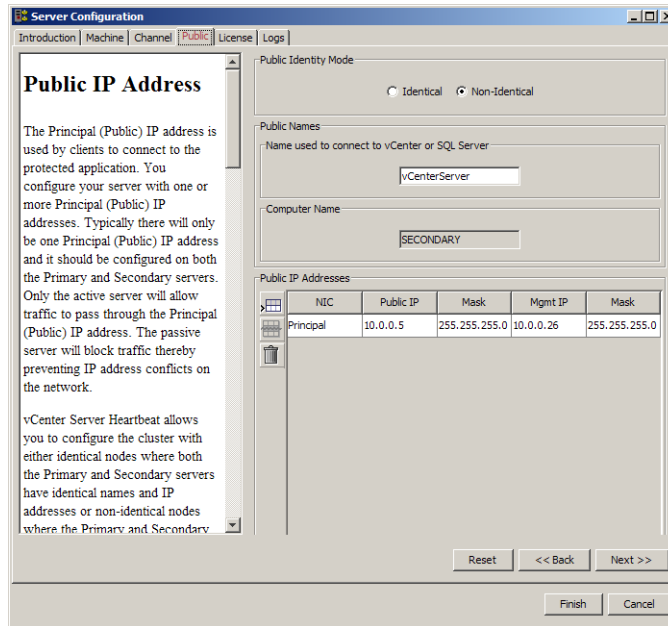 Server Configuration
Introduction Machine Channel Public License Logs
Public IP Address
The Principal (Public) IP address is
used by clients to connect to the
protected application. You
configure your server with one or
more Principal (Public) IP
addresses. Typically there will only
be one Principal (Public) IP address
and it should be configured on both
the Primary and Secondary servers.
Only the active server will allow
traffic to pass through the Principal
(Public) IP address. The passive
server will block traffic thereby
preventing IP address conflicts on
the network.
vCenter Server Heartbeat allows
you to configure the cluster with
either identical nodes where both
the Primary and Secondary servers
have identical names and IP
addresses or non-identical nodes
where the Primary and Secondary
Public Identity Mode
Identical Non-Identical
Public Names
Name used to connect to vCenter or SQL Server
vCenterServer
Computer Name
SECONDARY
Public IP Addresses
NIC Public IP Mask Mgmt IP Mask
Principal 10.0.0.5 255.255.255.0 10.0.0.26 255.255.255.0
Reset << Back Next >>
Finish Cancel